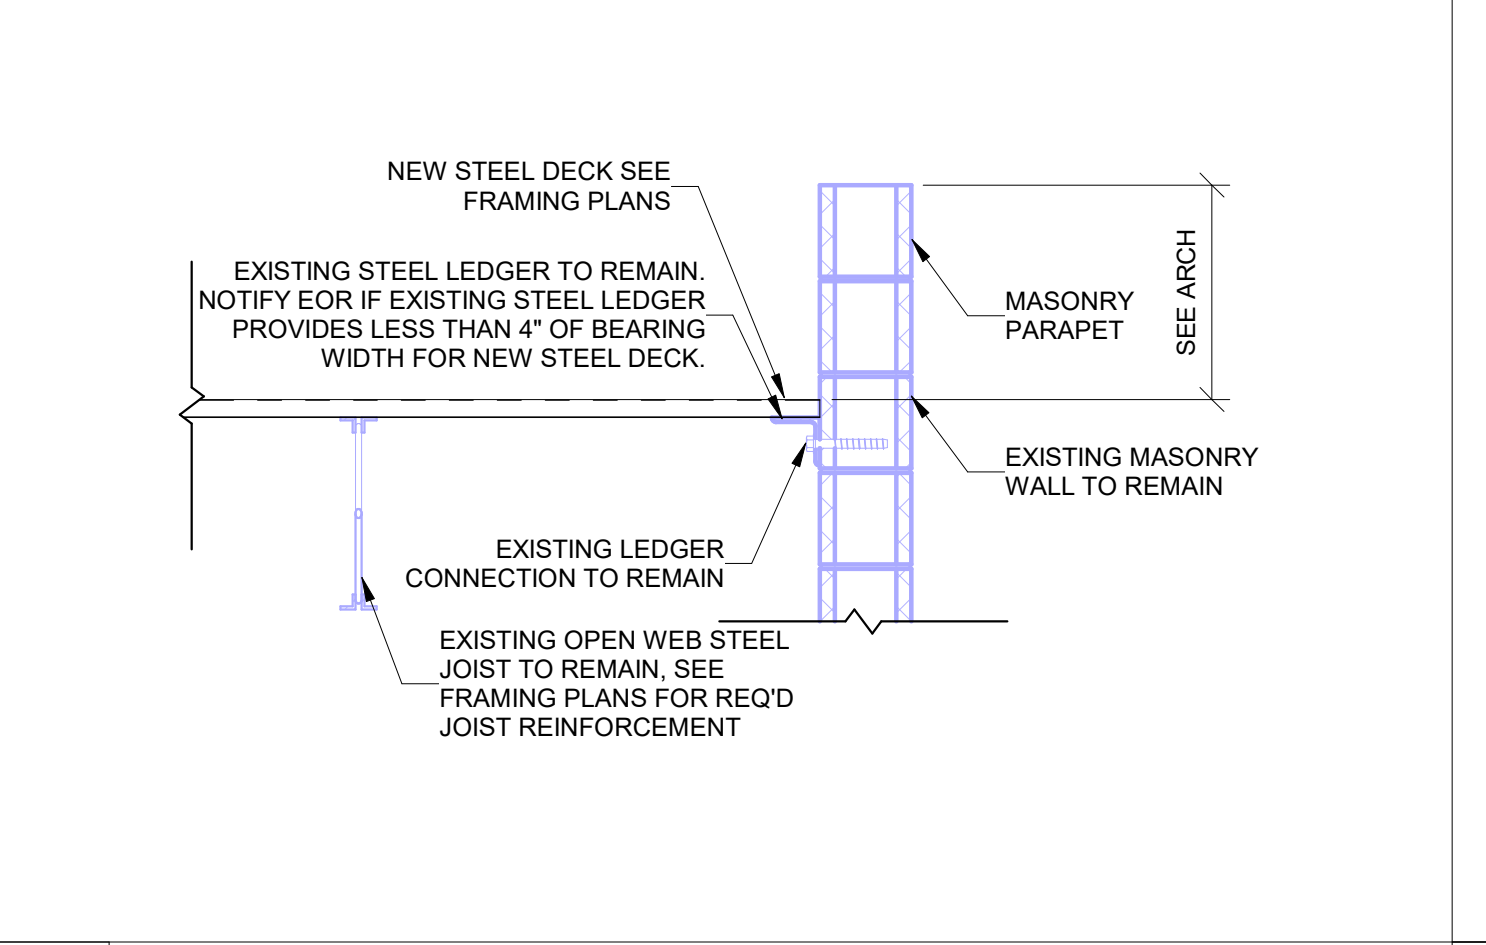 NEW STEEL DECK SEE
FRAMING PLANS
EXISTING STEEL LEDGER TO REMAIN.
NOTIFY EOR IF EXISTING STEEL LEDGER
PROVIDES LESS THAN 4" OF BEARING
WIDTH FOR NEW STEEL DECK.
MASONRY
PARAPET
SEE ARCH
EXISTING MASONRY
WALL TO REMAIN
EXISTING LEDGER
CONNECTION TO REMAIN
EXISTING OPEN WEB STEEL
JOIST TO REMAIN, SEE
FRAMING PLANS FOR REQ'D
JOIST REINFORCEMENT